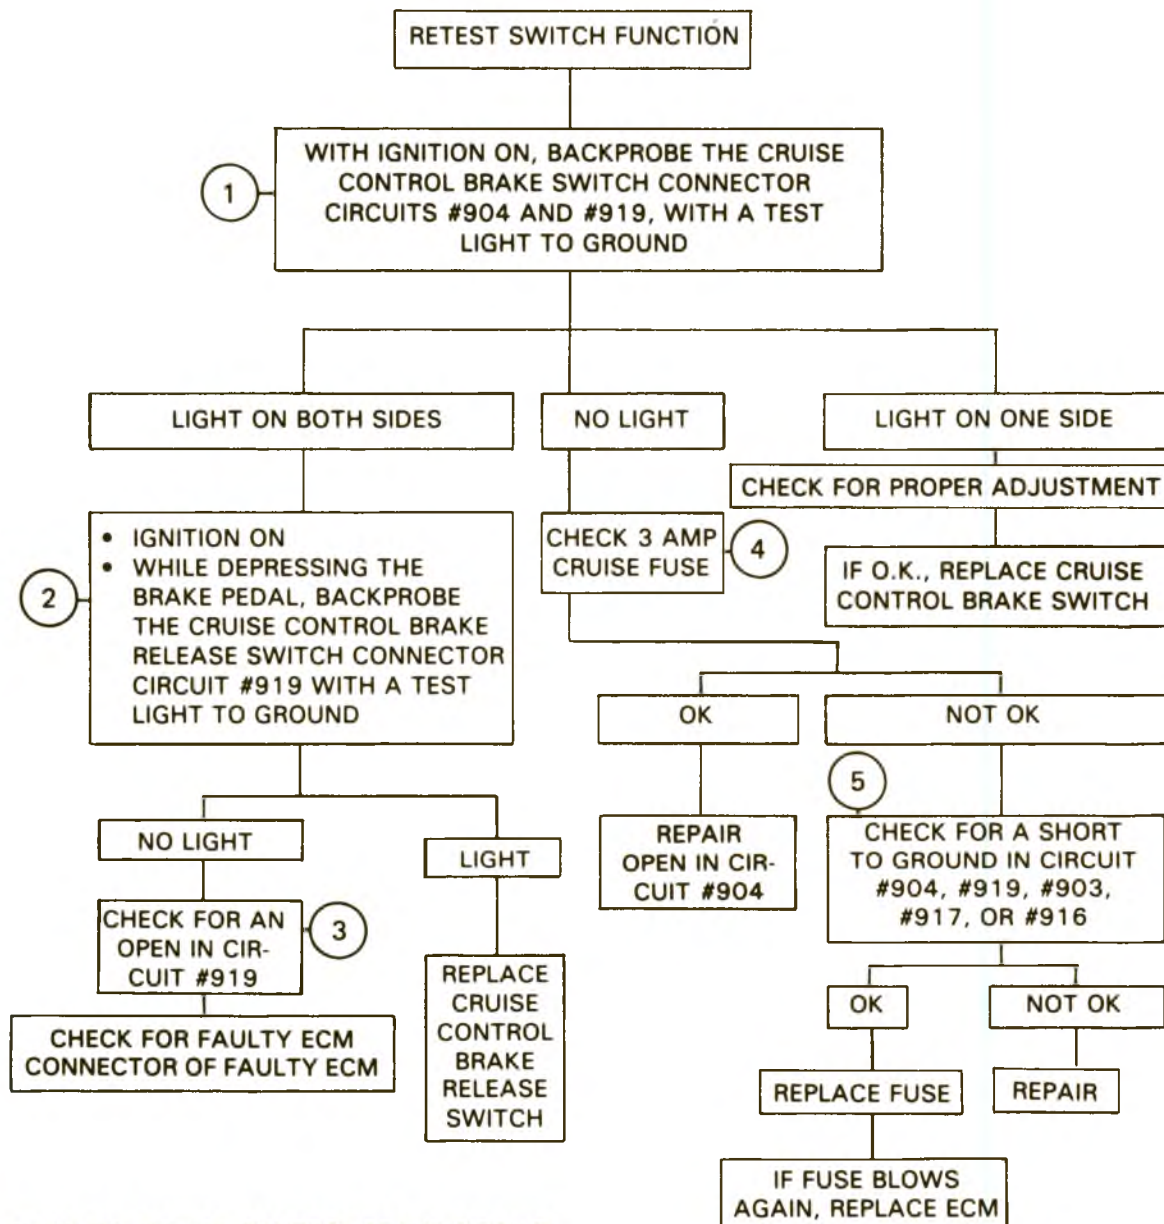 RETEST SWITCH FUNCTION
1
WITH IGNITION ON, BACKPROBE THE CRUISE
CONTROL BRAKE SWITCH CONNECTOR
CIRCUITS #904 AND #919, WITH A TEST
LIGHT TO GROUND
LIGHT ON BOTH SIDES
NO LIGHT
LIGHT ON ONE SIDE
CHECK FOR PROPER ADJUSTMENT
IF O.K., REPLACE CRUISE
CONTROL BRAKE SWITCH
2
• IGNITION ON
• WHILE DEPRESSING THE
BRAKE PEDAL, BACKPROBE
THE CRUISE CONTROL BRAKE
RELEASE SWITCH CONNECTOR
CIRCUIT #919 WITH A TEST
LIGHT TO GROUND
CHECK 3 AMP
CRUISE FUSE
4
OK
NOT OK
NO LIGHT
LIGHT
REPAIR
OPEN IN CIR-
CUIT #904
5
CHECK FOR A SHORT
TO GROUND IN CIRCUIT
#904, #919, #903,
#917, OR #916
CHECK FOR AN
OPEN IN CIR-
CUIT #919
3
CHECK FOR FAULTY ECM
CONNECTOR OF FAULTY ECM
REPLACE
CRUISE
CONTROL
BRAKE
RELEASE
SWITCH
OK
NOT OK
REPLACE FUSE
REPAIR
IF FUSE BLOWS
AGAIN, REPLACE ECM